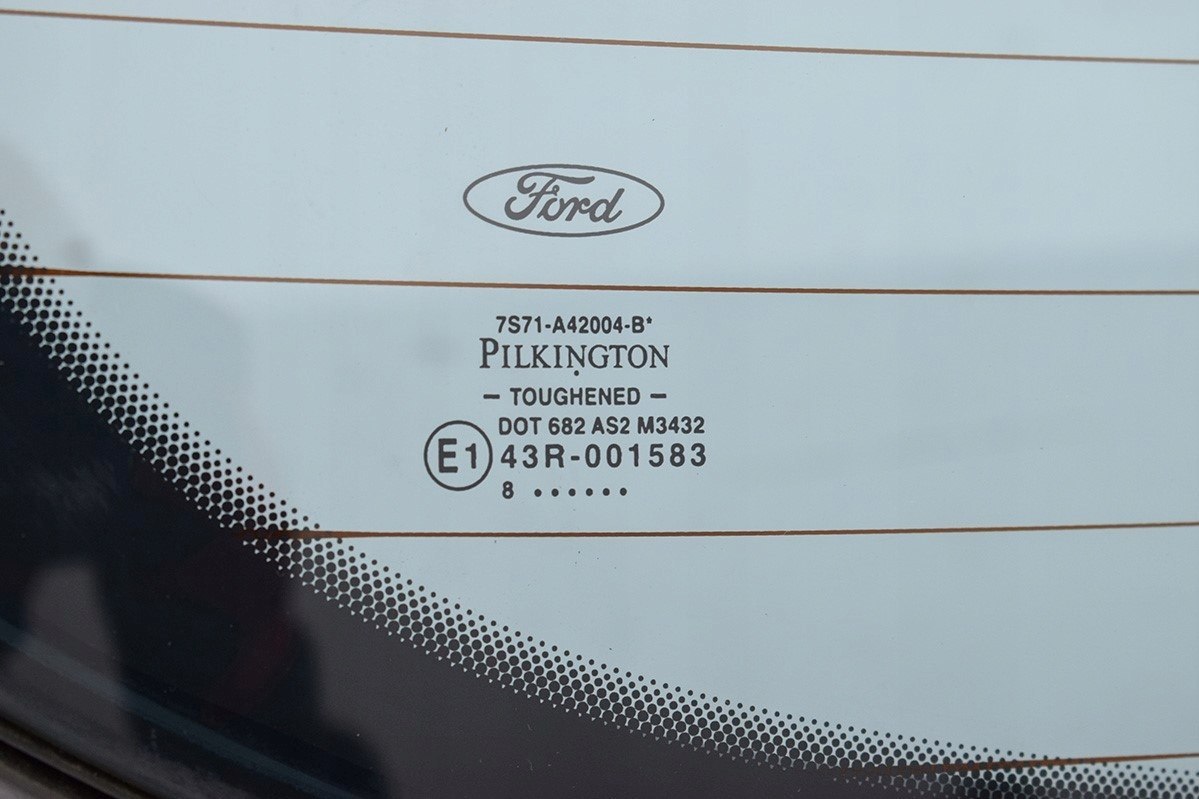 Ford
7S71-A42004-B*
PILKINGTON
- TOUGHENED -
DOT 682 AS2 M3432
E1 43R-001583
8 ......